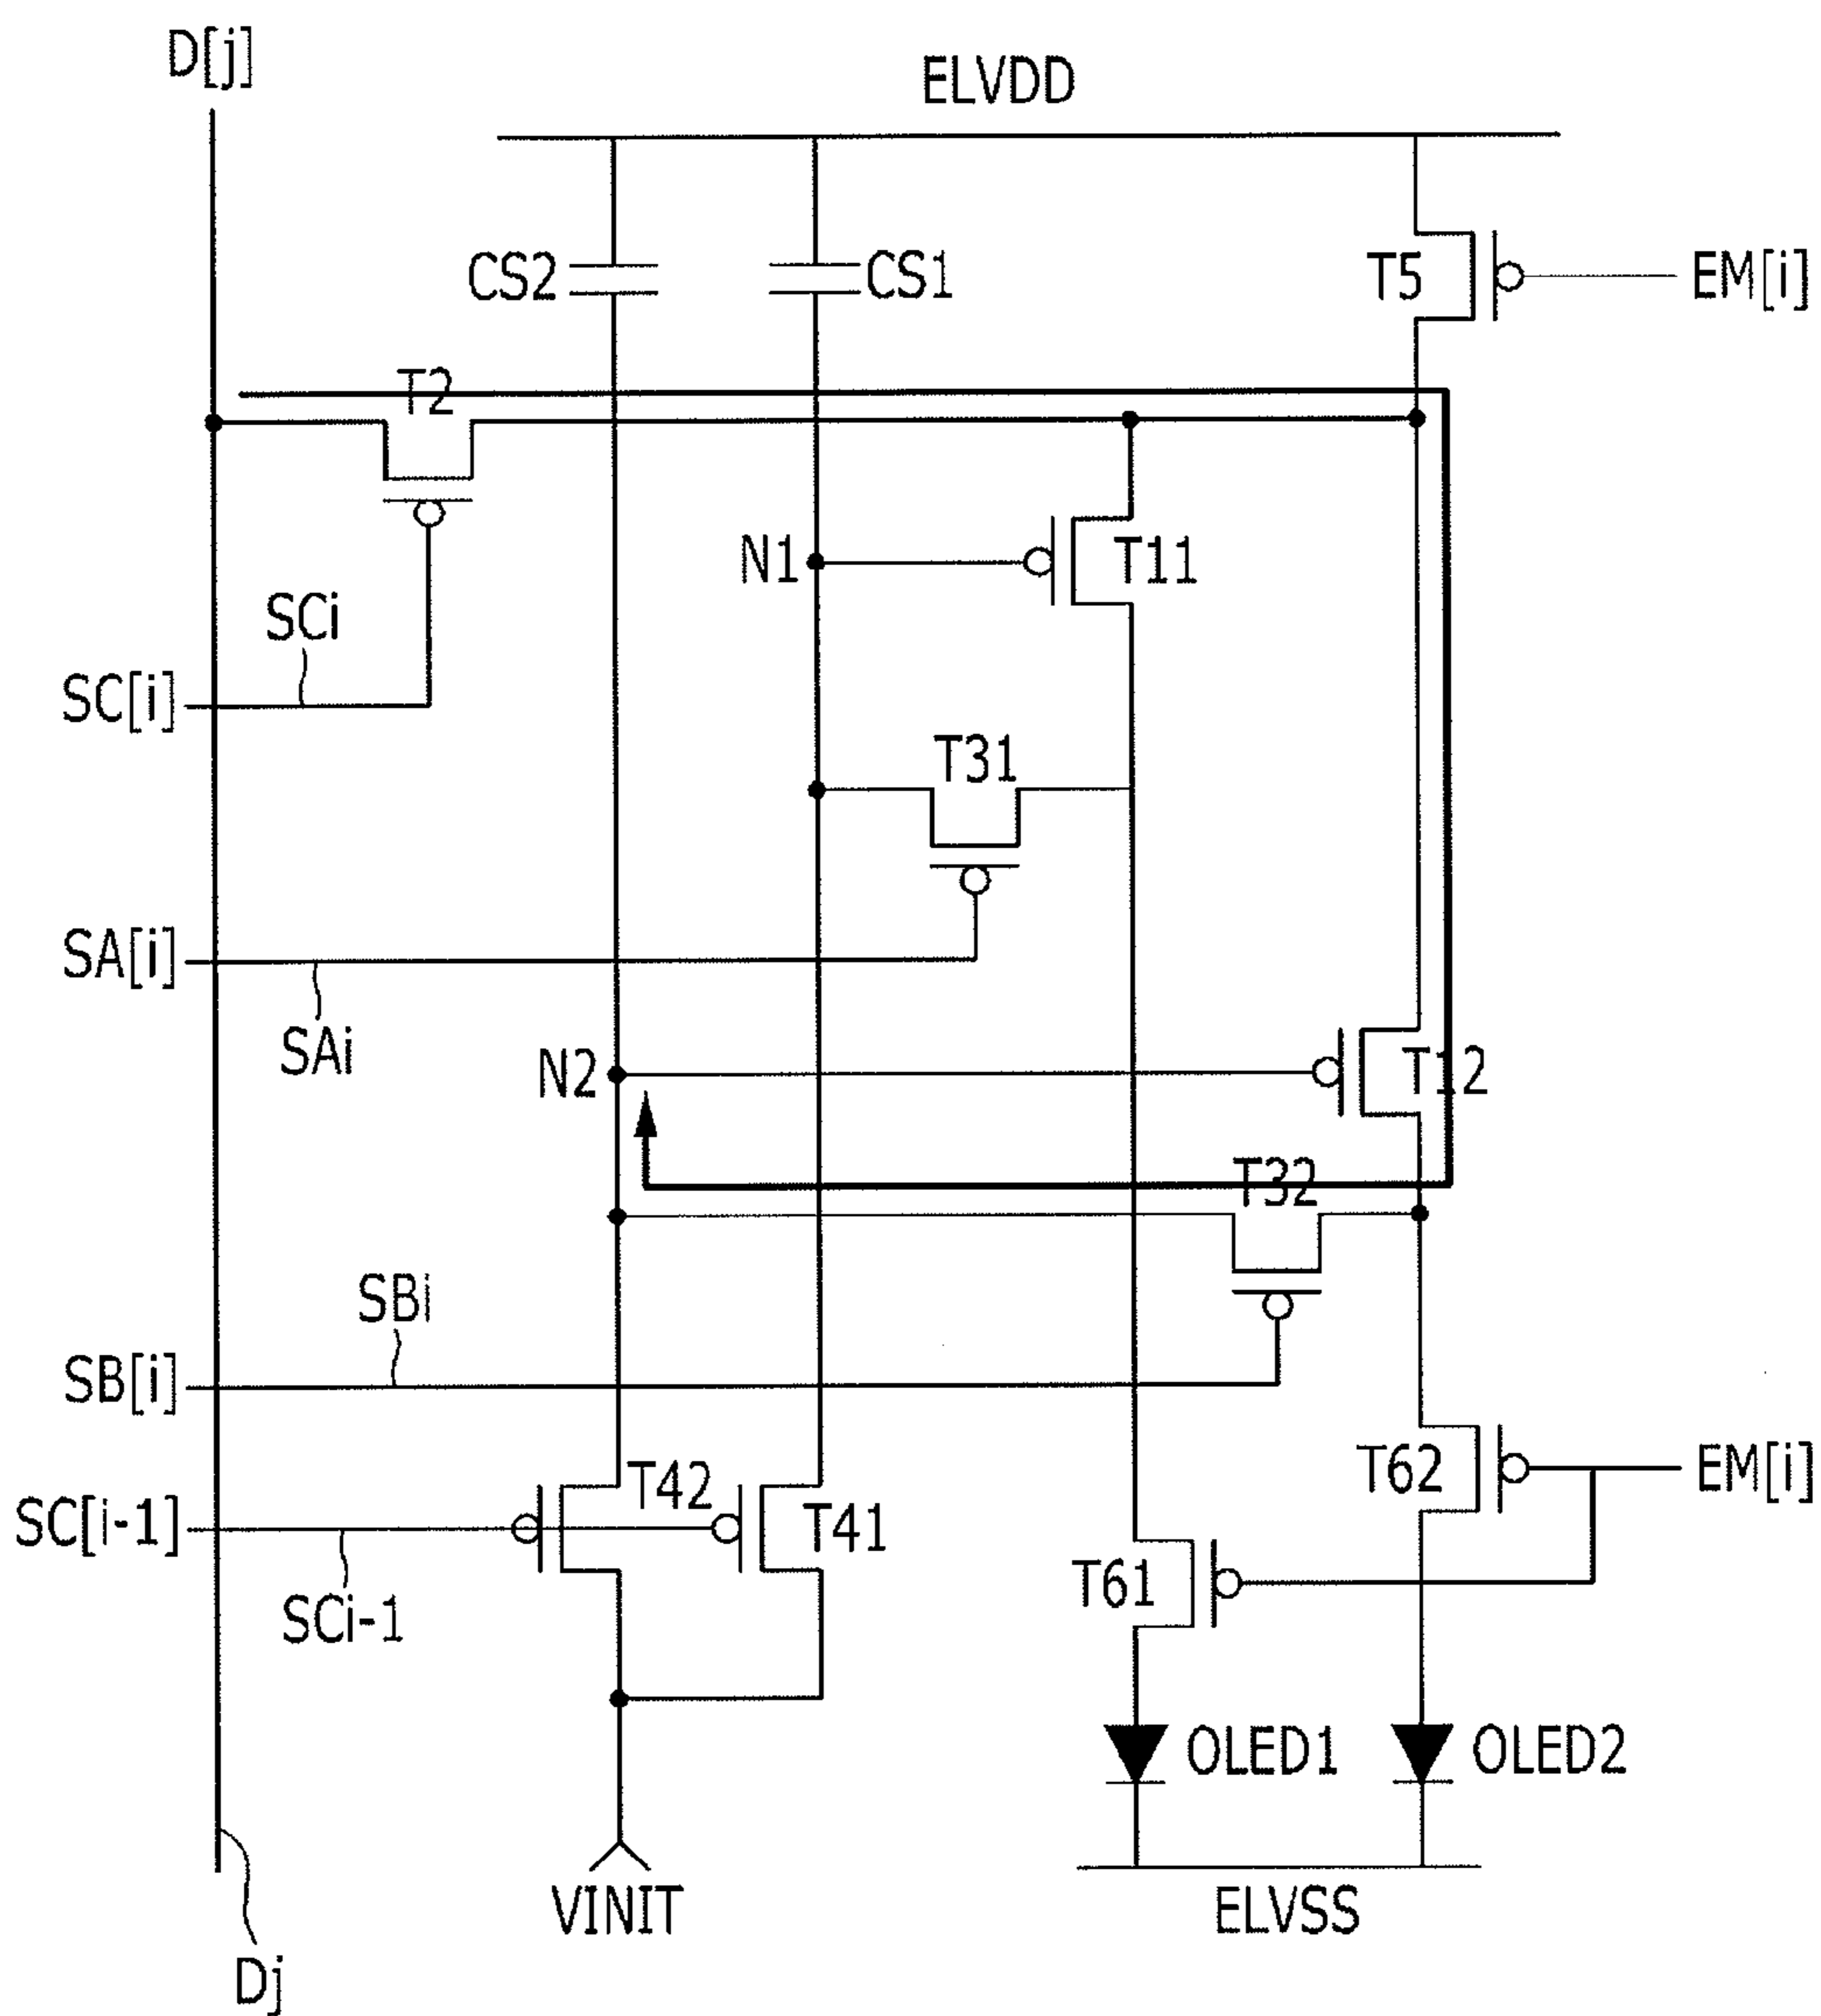 D[j]
ELVDD
CS2
CS1
T5
EM[i]
T2
N1
T11
SCi
SC[i]
T31
SA[i]
SAi
N2
T12
T32
SBi
SB[i]
T42
T62
EM[i]
SC[i-1]
T41
T61
SCi-1
OLED1
OLED2
VINIT
ELVSS
Dj